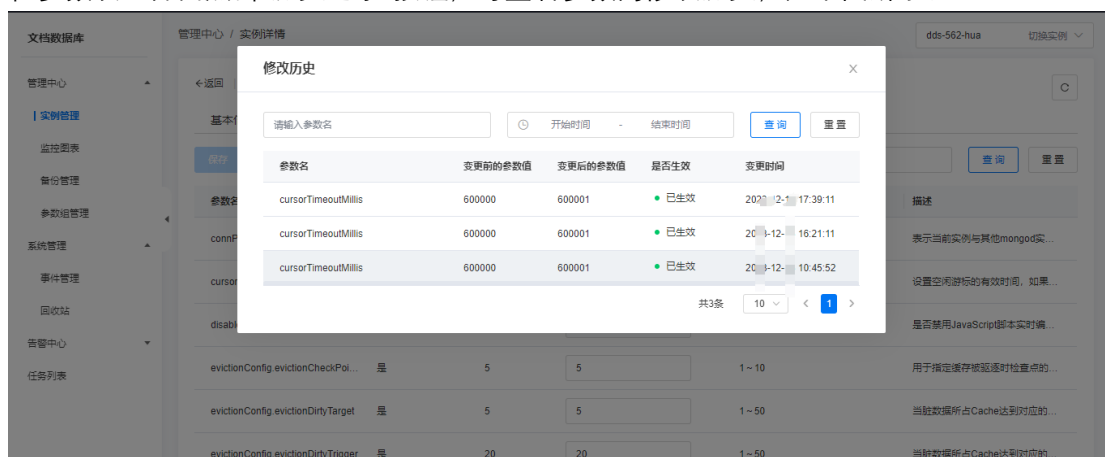 文档数据库
管理中心 / 实例详情
dds-562-hua 切换实例
管理中心
实例管理
监控图表
备份管理
参数组管理
系统管理
事件管理
回收站
告警中心
任务列表
←返回
基本
保存
查询 重置
修改历史
请输入参数名 开始时间 - 结束时间 查询 重置
参数名 变更前的参数值 变更后的参数值 是否生效 变更时间
cursorTimeoutMillis 600000 600001 已生效 17:39:11
cursorTimeoutMillis 600000 600001 已生效 16:21:11
cursorTimeoutMillis 600000 600001 已生效 10:45:52
共3条 10 < 1 >
参数名 描述
connP 表示当前实例与其他mongod实...
cursor 设置空闲游标的有效时间，如果...
disabl 是否禁用JavaScript脚本实时编...
evictionConfig.evictionCheckPoi... 是 5 5 1 ~ 10 用于指定缓存被驱逐时检查点的...
evictionConfig.evictionDirtyTarget 是 5 5 1 ~ 50 当脏数据所占Cache达到对应的...
evictionConfig.evictionDirtyTrigger 是 20 20 1 ~ 50 当脏数据所占Cache达到对应的